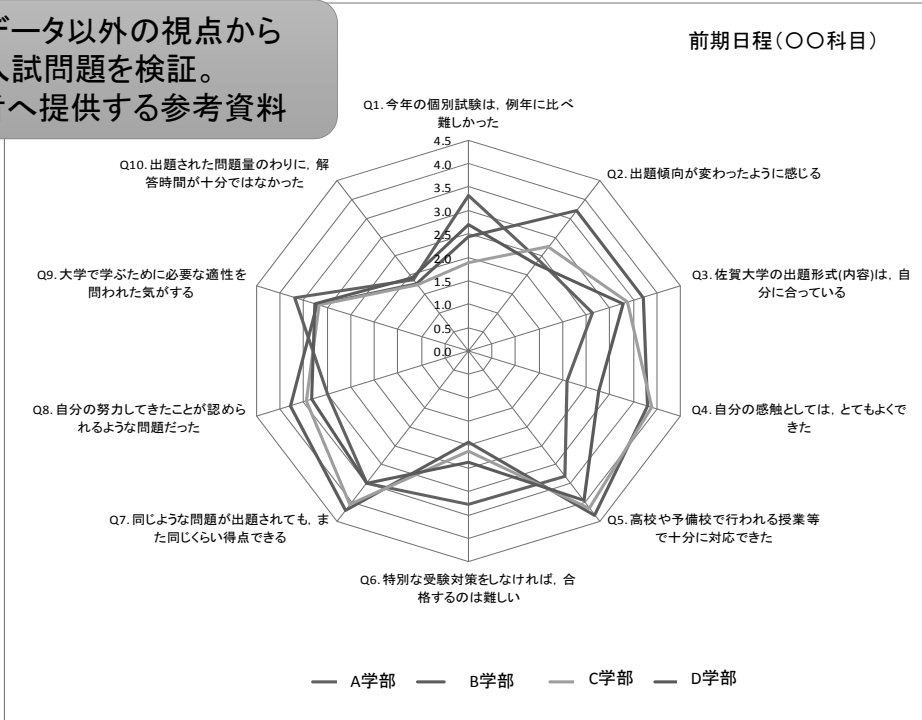 データ以外の視点から
入試問題を検証。
へ提供する参考資料
前期日程(〇〇科目)
Q1.今年の個別試験は，例年に比べ
難しかった
Q10.出題された問題量のわりに，解
答時間が十分ではなかった
Q2.出題傾向が変わったように感じる
4.5
4.0
3.5
3.0
2.5
2.0
1.5
1.0
0.5
0.0
Q9.大学で学ぶために必要な適性を
問われた気がする
Q3.佐賀大学の出題形式(内容)は，自
分に合っている
Q8.自分の努力してきたことが認めら
れるような問題だった
Q4.自分の感触としては，とてもよくで
きた
Q7.同じような問題が出題されても，ま
た同じくらい得点できる
Q5.高校や予備校で行われる授業等
で十分に対応できた
Q6.特別な受験対策をしなければ，合
格するのは難しい
A学部 B学部 C学部 D学部